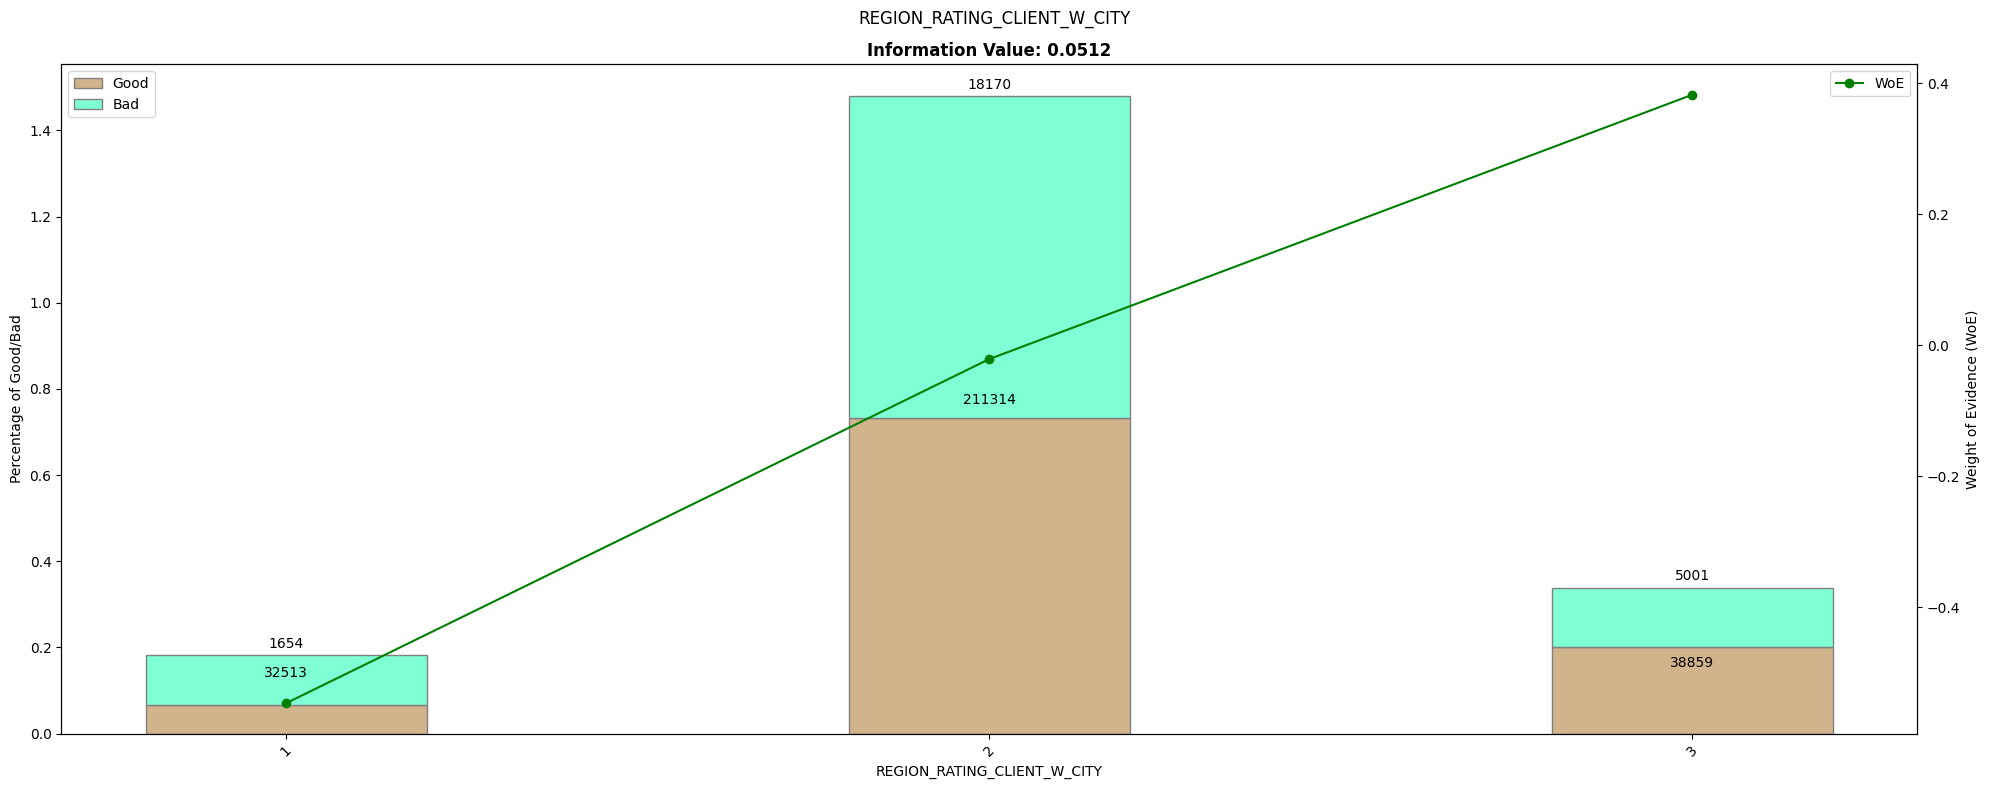 REGION_RATING_CLIENT_W_CITY
Information Value: 0.0512
Good
Bad
WoE
18170
211314
1654
32513
5001
38859
1.4
1.2
1.0
0.8
0.6
0.4
0.2
0.0
Percentage of Good/Bad
0.4
0.2
0.0
−0.2
−0.4
Weight of Evidence (WoE)
1
2
3
REGION_RATING_CLIENT_W_CITY